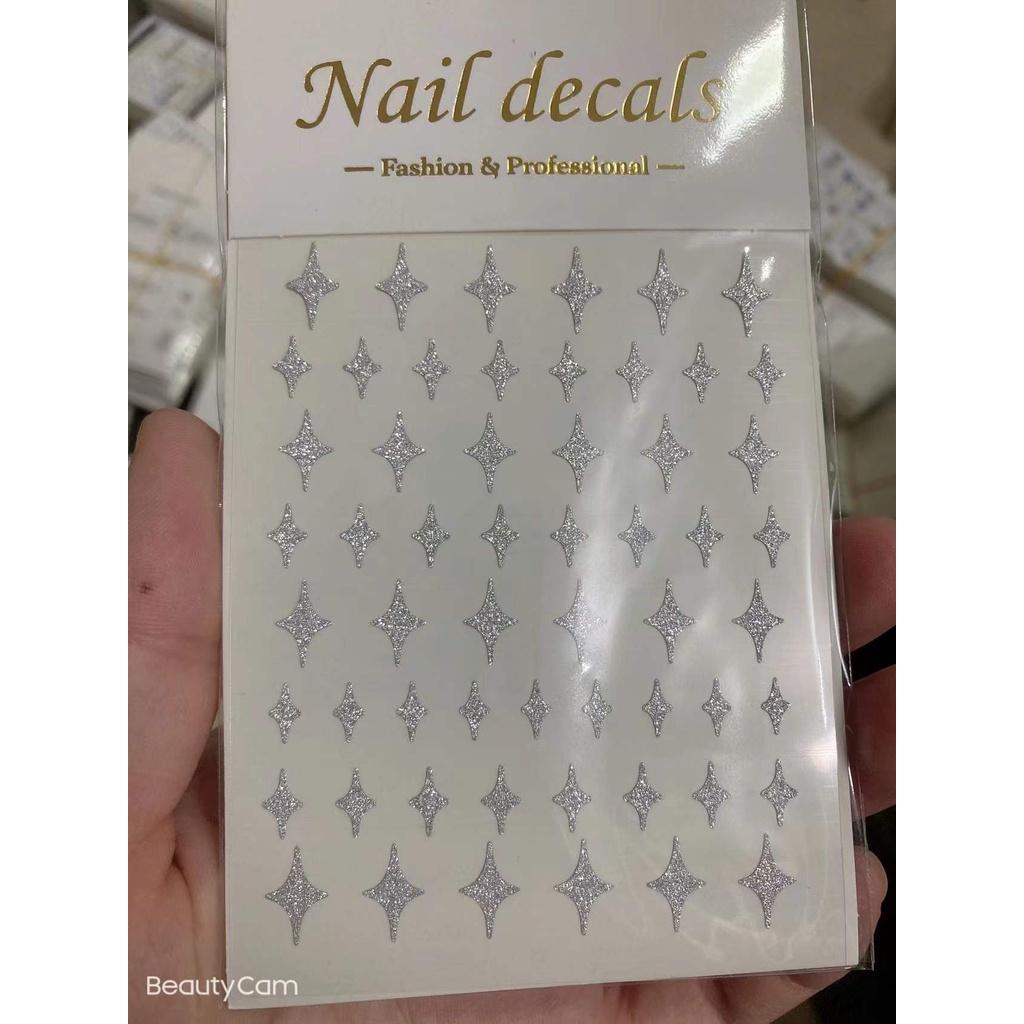 Nail decals
— Fashion & Professional —
BeautyCam